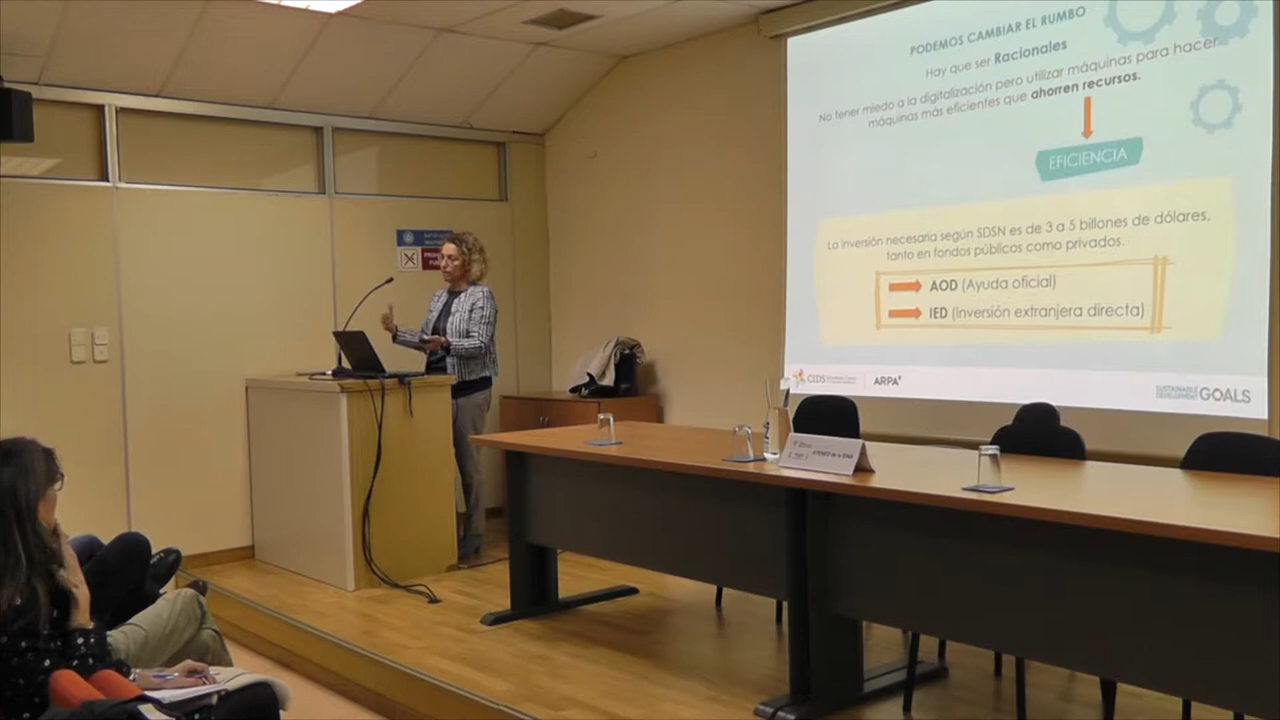 PODEMOS CAMBIAR EL RUMBO
Hay que ser Racionales
No tener miedo a la digitalización pero utilizar máquinas para hacer
máquinas más eficientes que ahorren recursos.
EFICIENCIA
La inversión necesaria según SDSN es de 3 a 5 billones de dólares,
tanto en fondos públicos como privados.
AOD (Ayuda oficial)
IED (Inversión extranjera directa)
CIDS
ARPA
SUSTAINABLE
DEVELOPMENT
GOALS